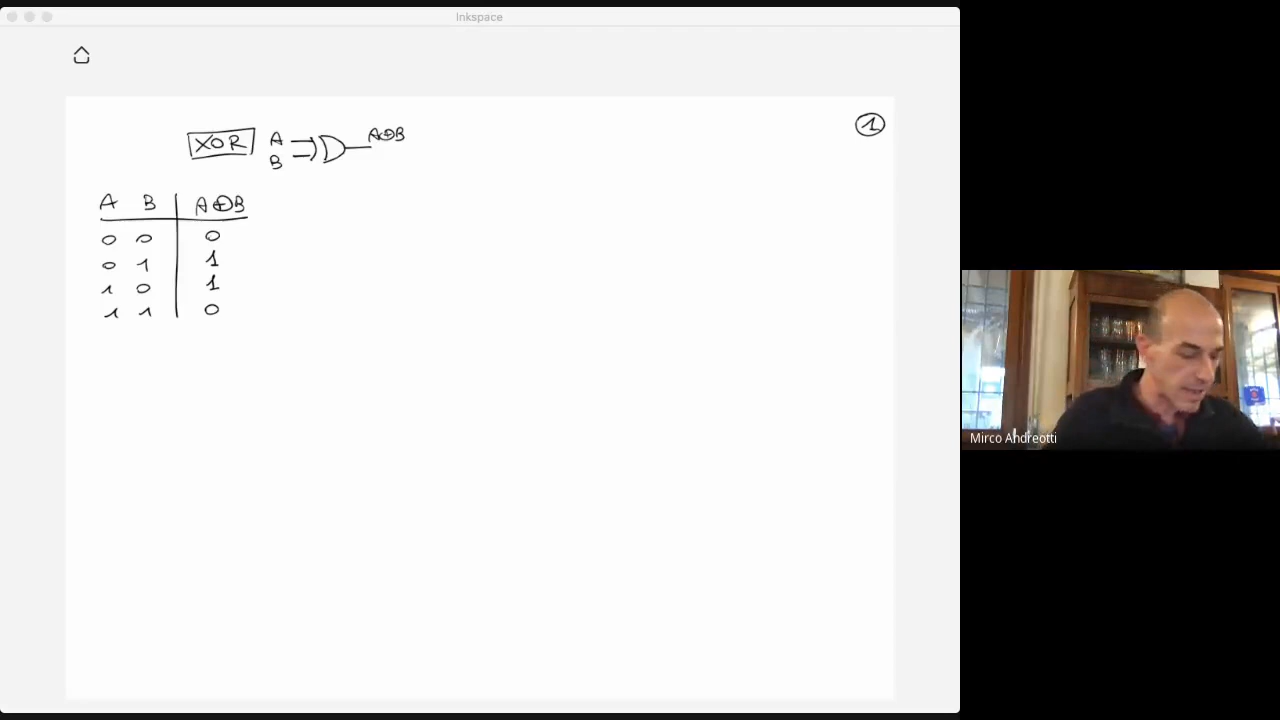 Inkspace
1
XOR A B A⊕B
A B A⊕B
0 0 0
0 1 1
1 0 1
1 1 0
Mirco Andreotti